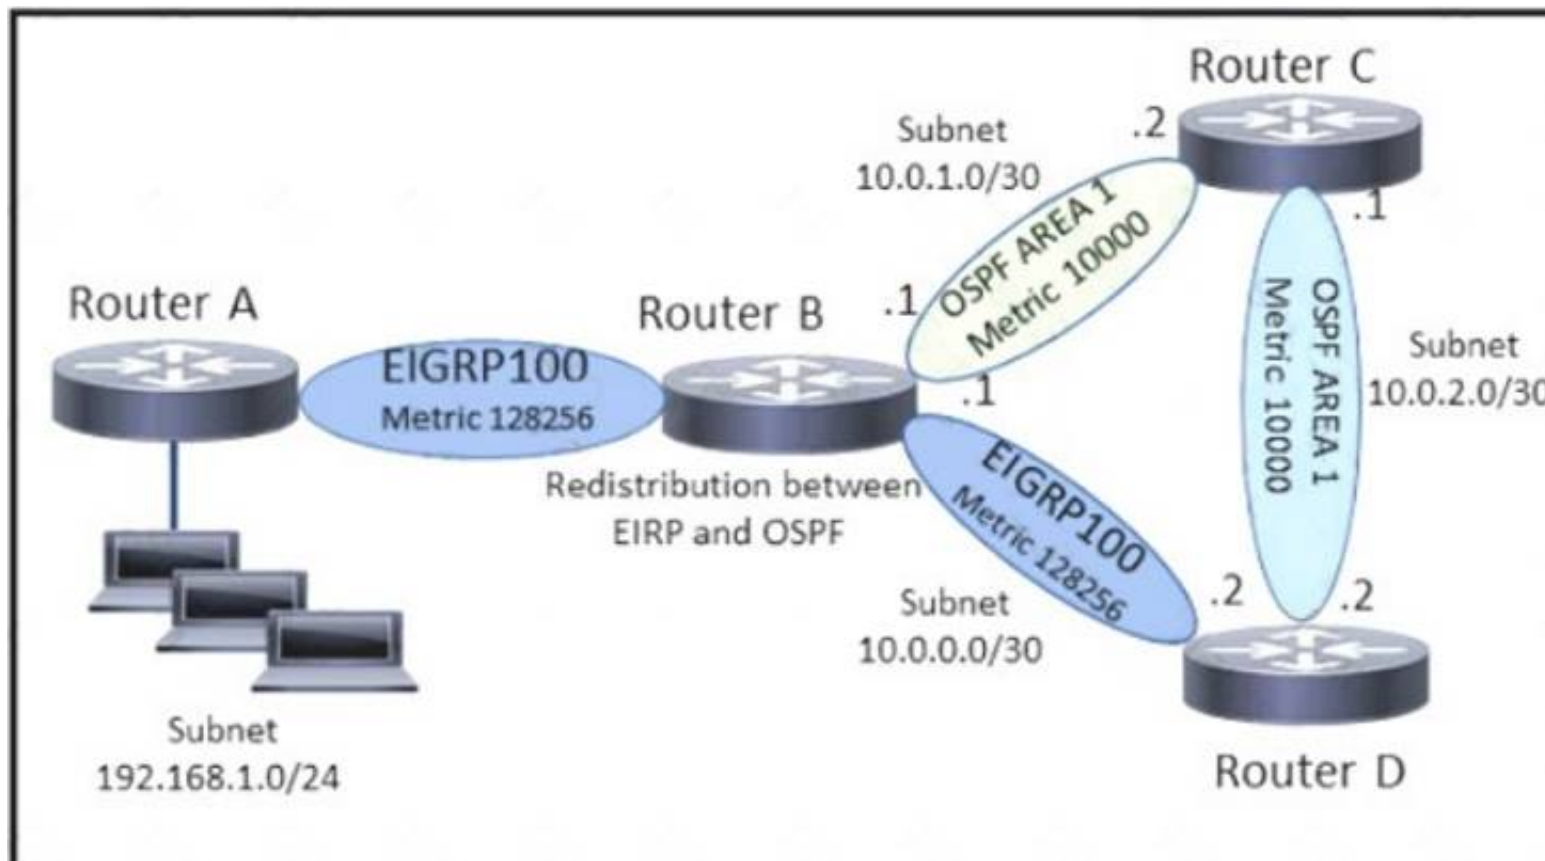 Router C
.2
Subnet
10.0.1.0/30
OSPF AREA 1
Metric 10000
.1
.1
Router A
Router B
.1
EIGRP100
Metric 128256
OSPF AREA 1
Metric 10000
Subnet
10.0.2.0/30
Redistribution between
EIRP and OSPF
EIGRP100
Metric 128256
Subnet
10.0.0.0/30
.2
.2
Subnet
192.168.1.0/24
Router D